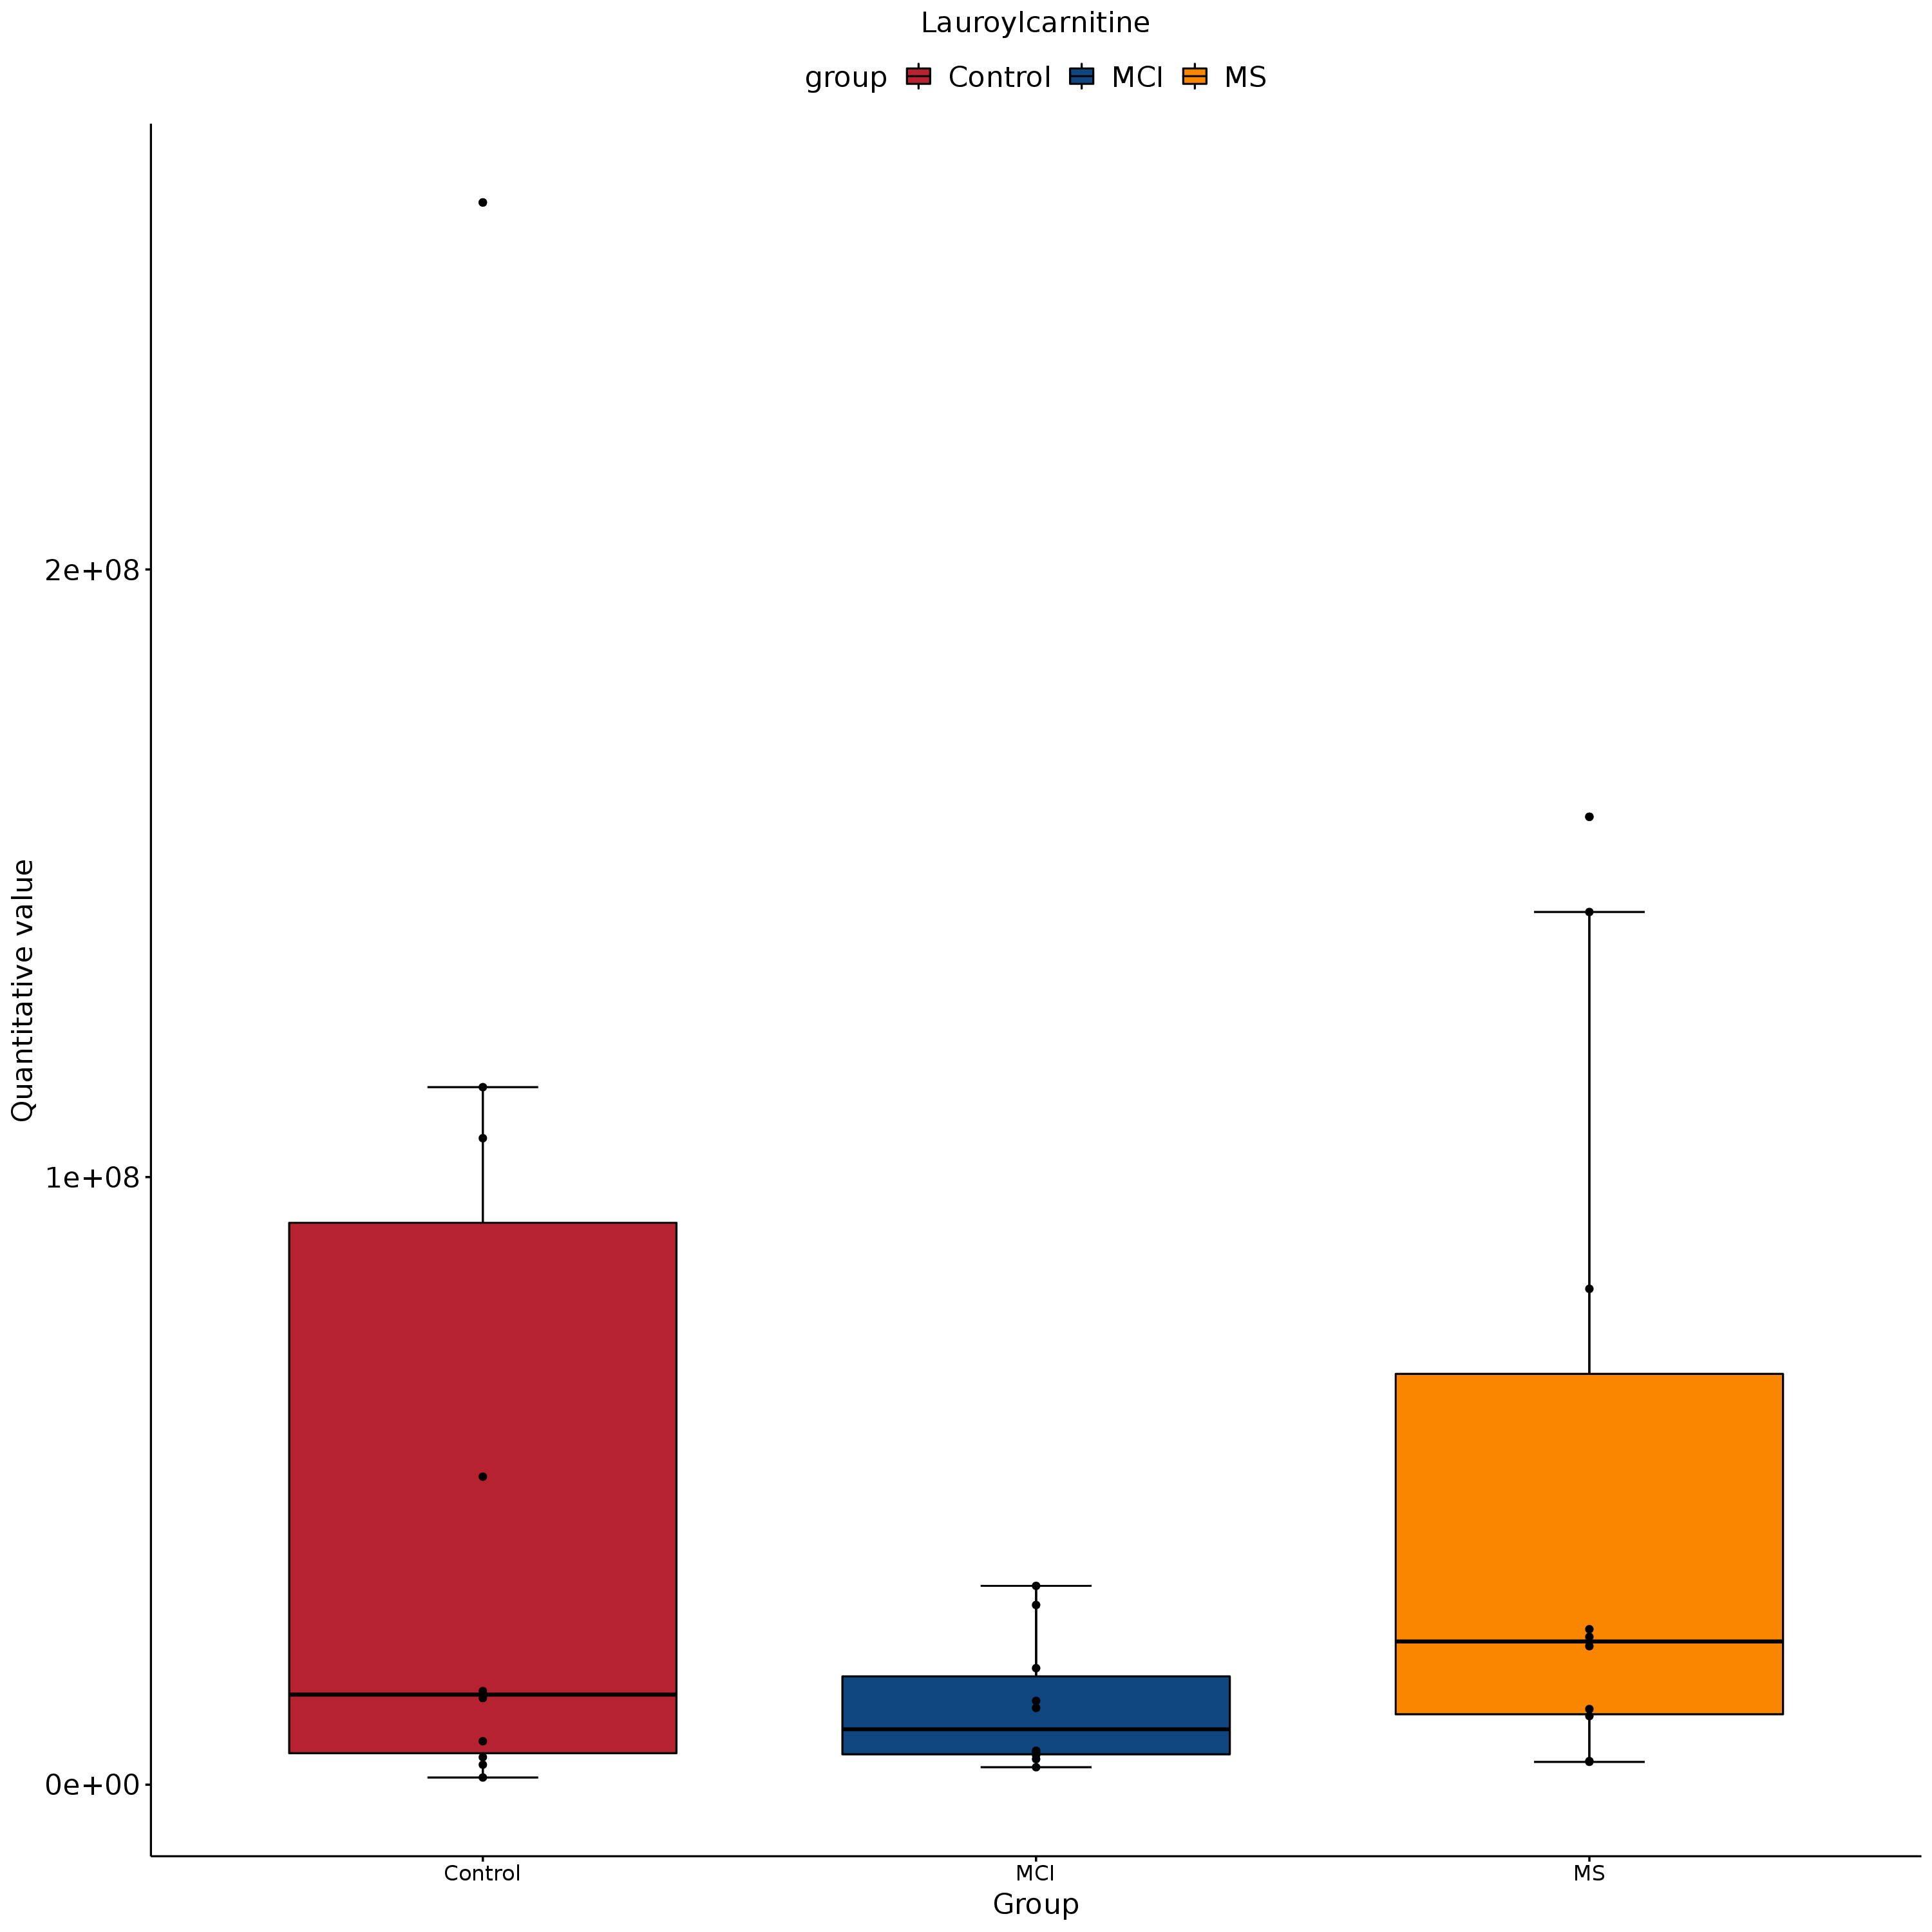 Lauroylcarnitine
group Control MCI MS
Quantitative value
2e+08
1e+08
0e+00
Control MCI MS
Group